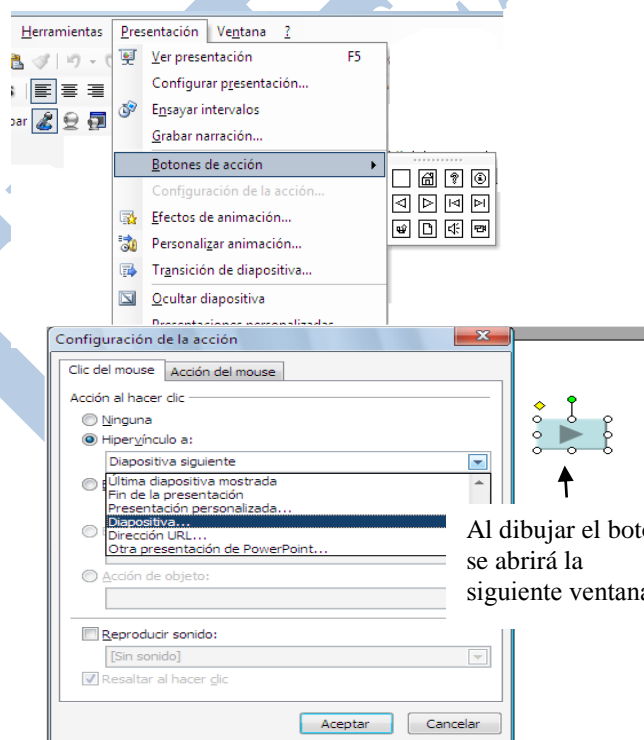 Herramientas Presentación Ventana ?
Ver presentación F5
Configurar presentación...
Ensayar intervalos
Grabar narración...
Botones de acción
Configuración de la acción...
Efectos de animación...
Personalizar animación...
Transición de diapositiva...
Ocultar diapositiva
Presentaciones personalizadas
Configuración de la acción
Clic del mouse Acción del mouse
Acción al hacer clic
Ninguna
Hipervínculo a:
Diapositiva siguiente
Última diapositiva mostrada
Fin de la presentación
Presentación personalizada...
Diapositiva...
Dirección URL...
Otra presentación de PowerPoint...
Acción de objeto:
Reproducir sonido:
[Sin sonido]
Resaltar al hacer clic
Aceptar Cancelar
Al dibujar el bot
se abrirá la
siguiente ventana